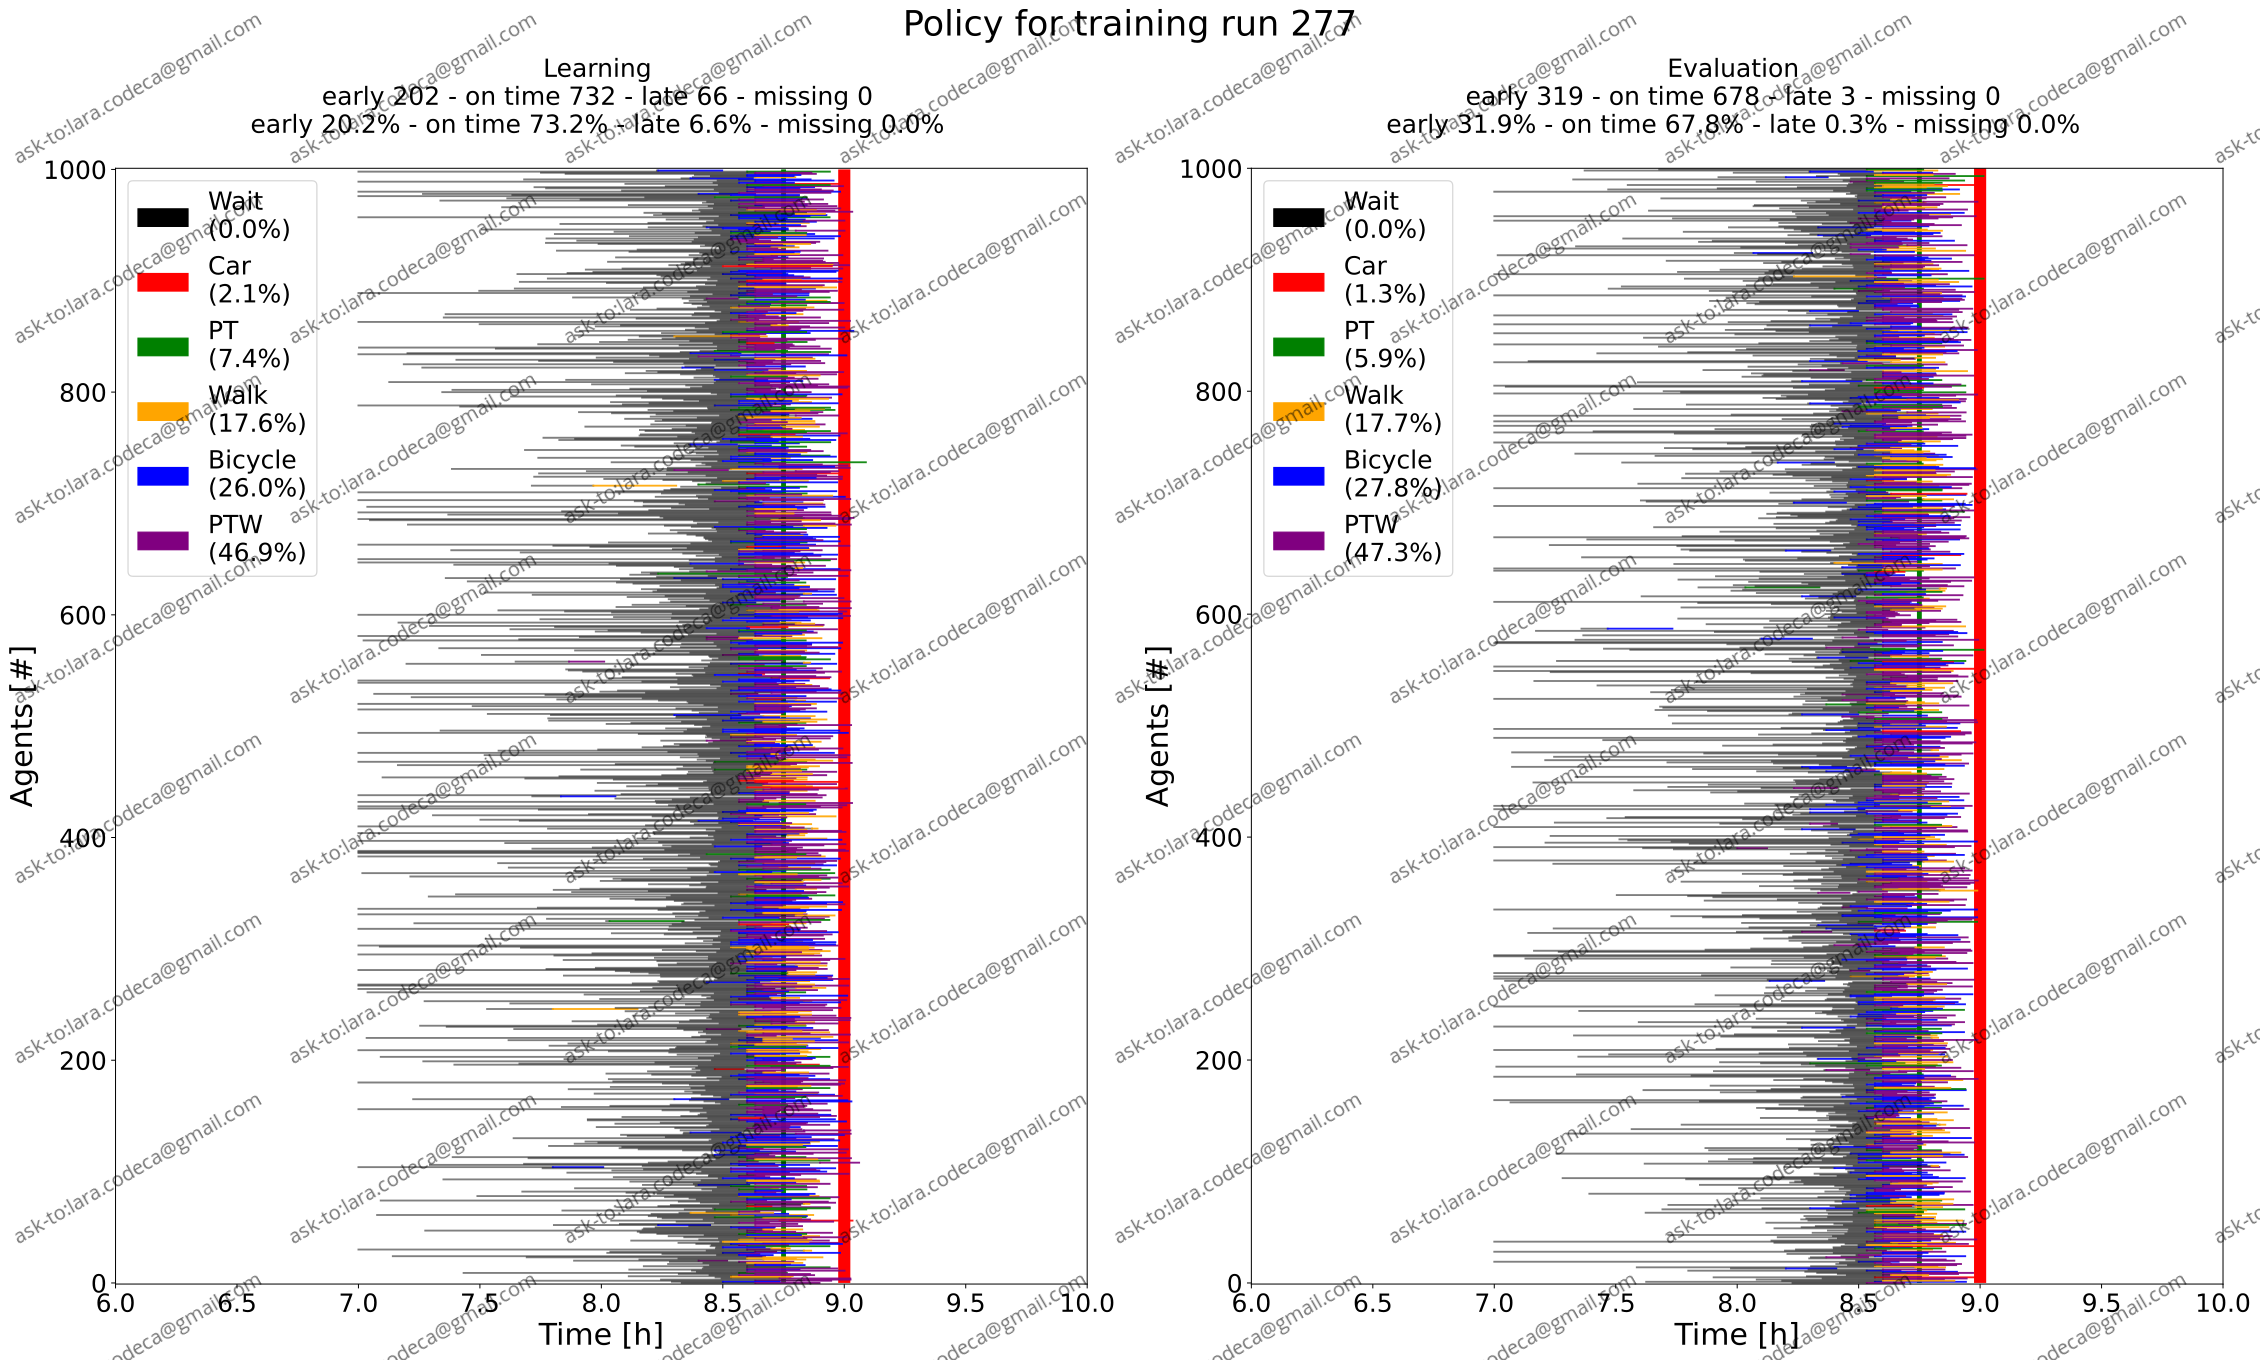 Policy for training run 277
Learning
early 202 - on time 732 - late 66 - missing 0
early 20.2% - on time 73.2% - late 6.6% - missing 0.0%
1000
800
600
400
200
0
Agents [#]
Wait
(0.0%)
Car
(2.1%)
PT
(7.4%)
Walk
(17.6%)
Bicycle
(26.0%)
PTW
(46.9%)
6.0 6.5 7.0 7.5 8.0 8.5 9.0 9.5 10.0
Time [h]
Evaluation
early 319 - on time 678 - late 3 - missing 0
early 31.9% - on time 67.8% - late 0.3% - missing 0.0%
1000
800
600
400
200
0
Agents [#]
Wait
(0.0%)
Car
(1.3%)
PT
(5.9%)
Walk
(17.7%)
Bicycle
(27.8%)
PTW
(47.3%)
6.0 6.5 7.0 7.5 8.0 8.5 9.0 9.5 10.0
Time [h]
ask-to:lara.codeca@gmail.com